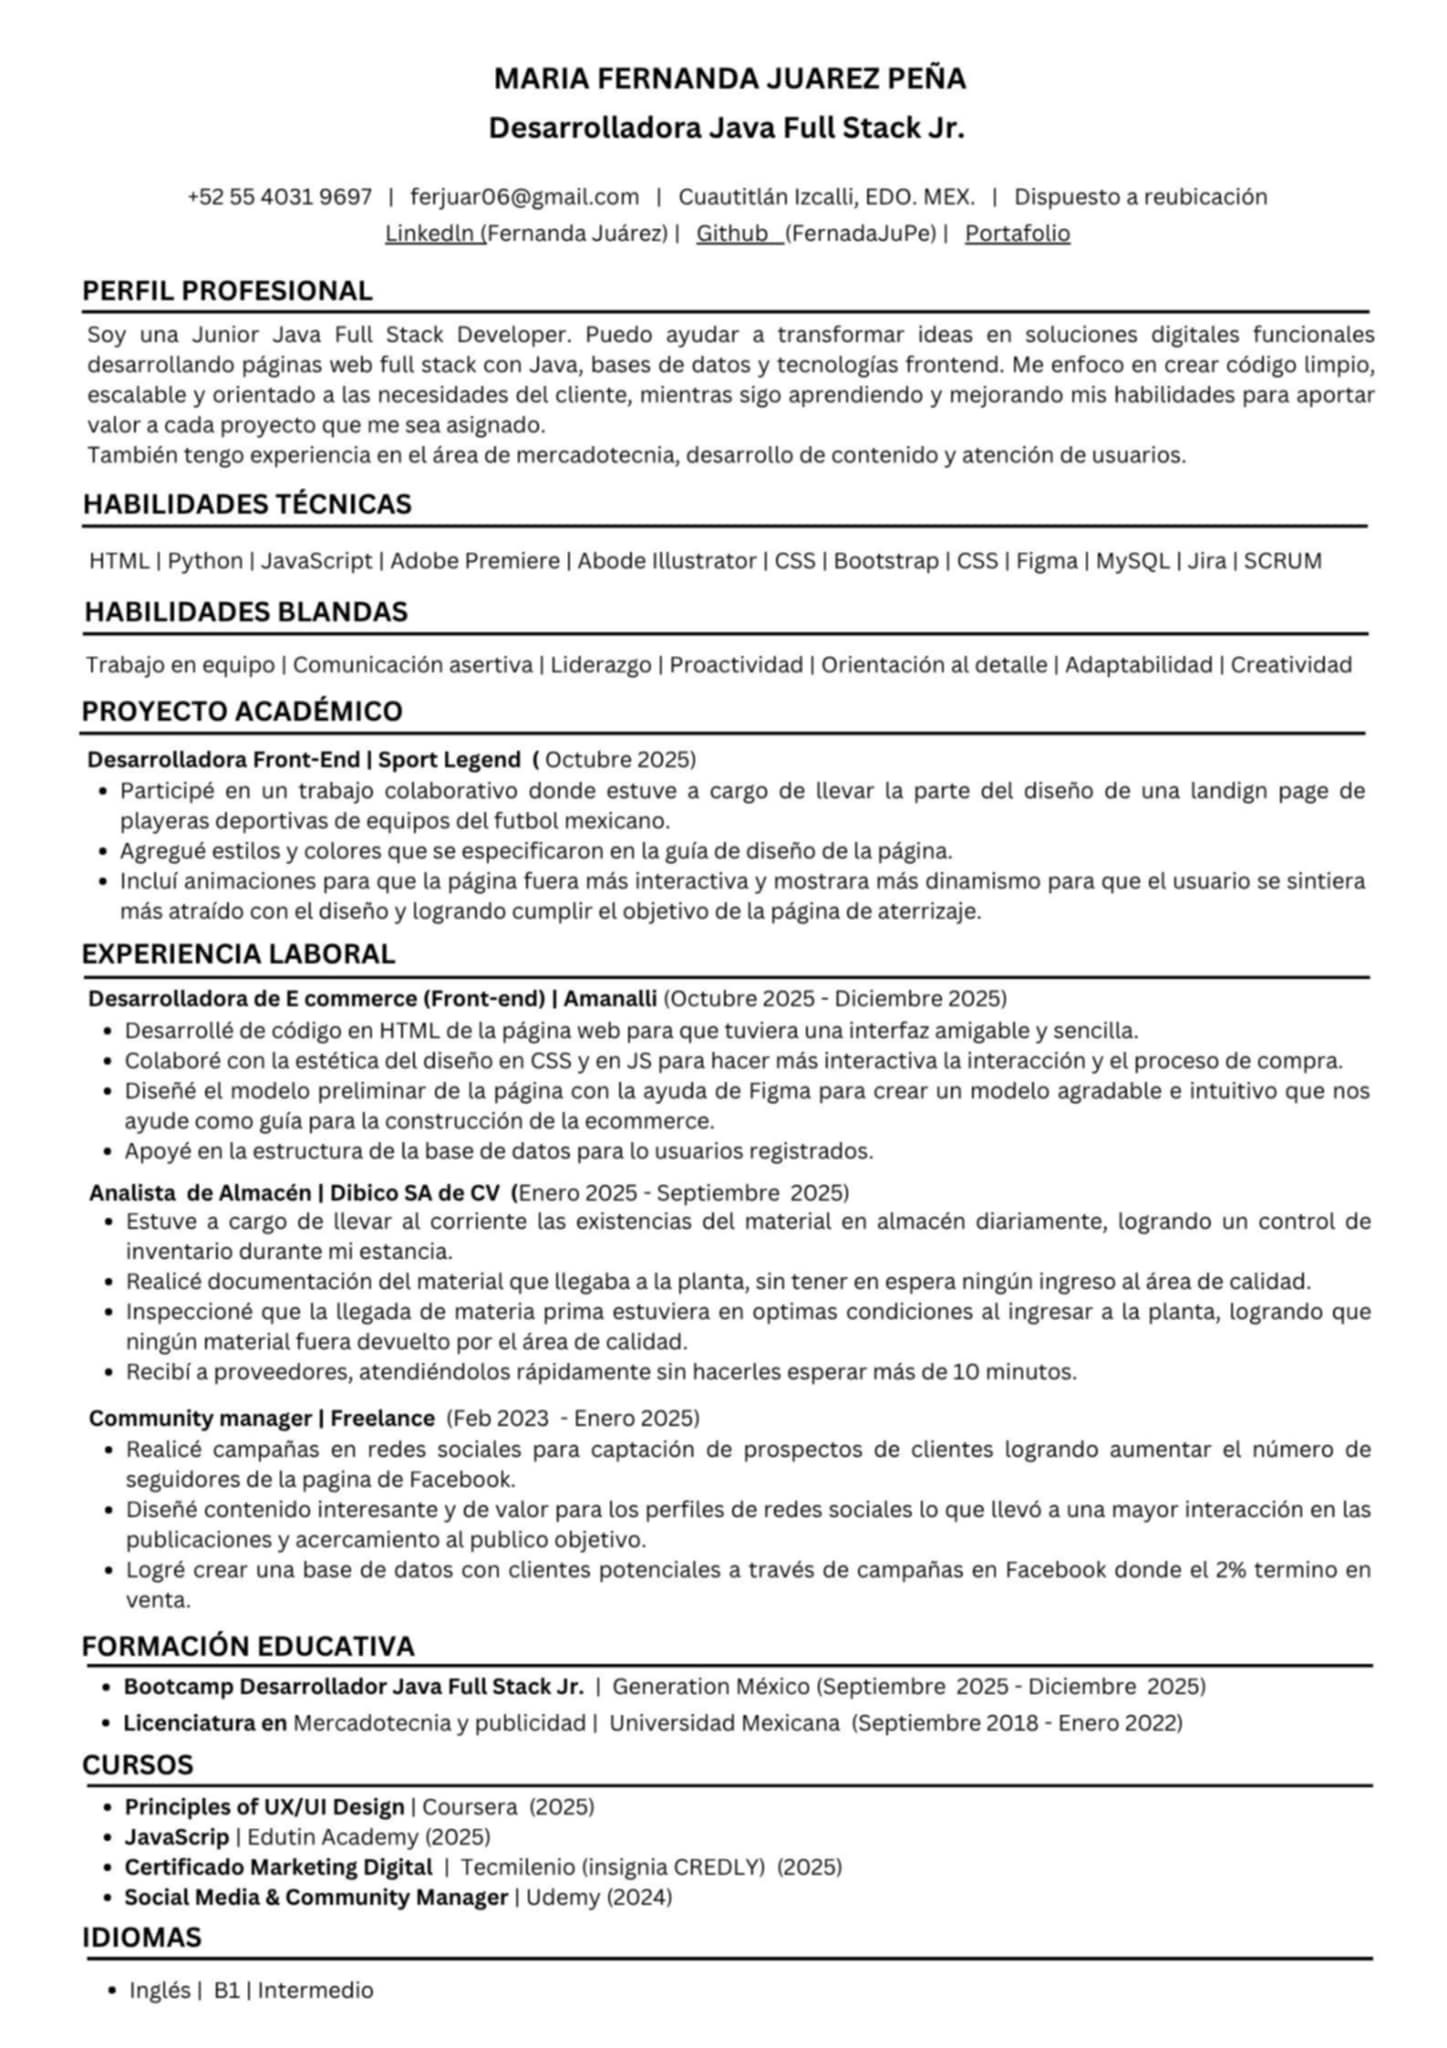 MARIA FERNANDA JUAREZ PEÑA
Desarrolladora Java Full Stack Jr.
+52 55 4031 9697 | ferjuar06@gmail.com | Cuautitlán Izcalli, EDO. MEX. | Dispuesto a reubicación
LinkedIn (Fernanda Juárez) | Github (FernadaJuPe) | Portafolio
PERFIL PROFESIONAL
Soy una Junior Java Full Stack Developer. Puedo ayudar a transformar ideas en soluciones digitales funcionales
desarrollando páginas web full stack con Java, bases de datos y tecnologías frontend. Me enfoco en crear código limpio,
escalable y orientado a las necesidades del cliente, mientras sigo aprendiendo y mejorando mis habilidades para aportar
valor a cada proyecto que me sea asignado.
También tengo experiencia en el área de mercadotecnia, desarrollo de contenido y atención de usuarios.
HABILIDADES TÉCNICAS
HTML | Python | JavaScript | Adobe Premiere | Abode Illustrator | CSS | Bootstrap | CSS | Figma | MySQL | Jira | SCRUM
HABILIDADES BLANDAS
Trabajo en equipo | Comunicación asertiva | Liderazgo | Proactividad | Orientación al detalle | Adaptabilidad | Creatividad
PROYECTO ACADÉMICO
Desarrolladora Front-End | Sport Legend ( Octubre 2025)
• Participé en un trabajo colaborativo donde estuve a cargo de llevar la parte del diseño de una landign page de
playeras deportivas de equipos del futbol mexicano.
• Agregué estilos y colores que se especificaron en la guía de diseño de la página.
• Incluí animaciones para que la página fuera más interactiva y mostrara más dinamismo para que el usuario se sintiera
más atraído con el diseño y logrando cumplir el objetivo de la página de aterrizaje.
EXPERIENCIA LABORAL
Desarrolladora de E commerce (Front-end) | Amanalli (Octubre 2025 - Diciembre 2025)
• Desarrollé de código en HTML de la página web para que tuviera una interfaz amigable y sencilla.
• Colaboré con la estética del diseño en CSS y en JS para hacer más interactiva la interacción y el proceso de compra.
• Diseñé el modelo preliminar de la página con la ayuda de Figma para crear un modelo agradable e intuitivo que nos
ayude como guía para la construcción de la ecommerce.
• Apoyé en la estructura de la base de datos para lo usuarios registrados.
Analista de Almacén | Dibico SA de CV (Enero 2025 - Septiembre 2025)
• Estuve a cargo de llevar al corriente las existencias del material en almacén diariamente, logrando un control de
inventario durante mi estancia.
• Realicé documentación del material que llegaba a la planta, sin tener en espera ningún ingreso al área de calidad.
• Inspeccioné que la llegada de materia prima estuviera en optimas condiciones al ingresar a la planta, logrando que
ningún material fuera devuelto por el área de calidad.
• Recibí a proveedores, atendiéndolos rápidamente sin hacerles esperar más de 10 minutos.
Community manager | Freelance (Feb 2023 - Enero 2025)
• Realicé campañas en redes sociales para captación de prospectos de clientes logrando aumentar el número de
seguidores de la pagina de Facebook.
• Diseñé contenido interesante y de valor para los perfiles de redes sociales lo que llevó a una mayor interacción en las
publicaciones y acercamiento al publico objetivo.
• Logré crear una base de datos con clientes potenciales a través de campañas en Facebook donde el 2% termino en
venta.
FORMACIÓN EDUCATIVA
• Bootcamp Desarrollador Java Full Stack Jr. | Generation México (Septiembre 2025 - Diciembre 2025)
• Licenciatura en Mercadotecnia y publicidad | Universidad Mexicana (Septiembre 2018 - Enero 2022)
CURSOS
• Principles of UX/UI Design | Coursera (2025)
• JavaScrip | Edutin Academy (2025)
• Certificado Marketing Digital | Tecmilenio (insignia CREDLY) (2025)
• Social Media & Community Manager | Udemy (2024)
IDIOMAS
• Inglés | B1 | Intermedio